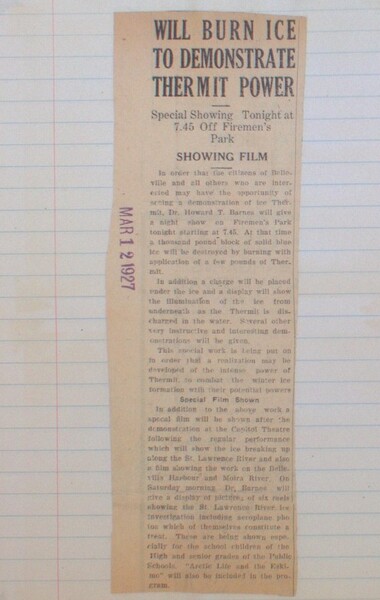 WILL BURN ICE
TO DEMONSTRATE
THERMIT POWER
Special Showing Tonight at
7.45 Off Firemen's
Park
SHOWING FILM
In order that the citizens of Belle-
ville and all others who are inter-
ested may have the opportunity of
seeing a demonstration of ice Ther-
mit, Dr. Howard T. Barnes will give
a night show on Firemen's Park
tonight starting at 7.45. At that time
a thousand pound block of solid blue
ice will be destroyed by burning with
application of a few pounds of Ther-
mit.
In addition a charge will be placed
under the ice and a display will show
the illumination of the ice from
underneath as the Thermit is dis-
charged in the water. Several other
very instructive and interesting dem-
onstrations will be given.
This special work is being put on
in order that a realization may be
developed of the intense power of
Thermit to combat the winter ice
formation with their potential powers
Special Film Shown
In addition to the above work a
special film will be shown after the
demonstration at the Capitol Theatre
following the regular performance
which will show the ice breaking up
along the St. Lawrence River and also
a film showing the work on the Belle-
ville Harbour and Moira River. On
Saturday morning Dr. Barnes will
give a display of pictures of six reels
showing the St. Lawrence River ice
investigation including aeroplane pho-
tos which of themselves constitute a
treat. These are being shown espe-
cially for the school children of the
High and senior grades of the Public
Schools. "Arctic Life and the Eski-
mo" will also be included in the pro-
gram.
MAR 12 1927